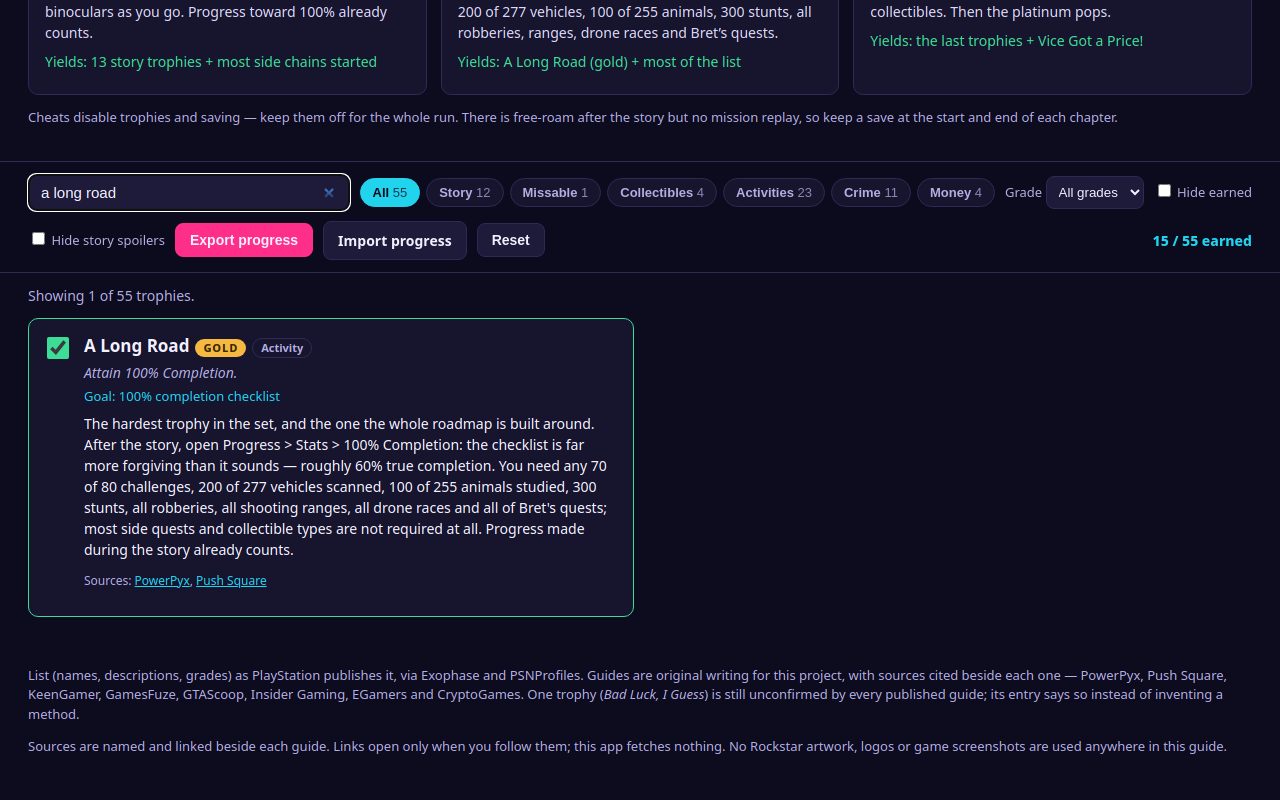 binoculars as you go. Progress toward 100% already
counts.
Yields: 13 story trophies + most side chains started
200 of 277 vehicles, 100 of 255 animals, 300 stunts, all
robberies, ranges, drone races and Bret’s quests.
Yields: A Long Road (gold) + most of the list
collectibles. Then the platinum pops.
Yields: the last trophies + Vice Got a Price!
Cheats disable trophies and saving — keep them off for the whole run. There is free-roam after the story but no mission replay, so keep a save at the start and end of each chapter.
a long road
All 55
Story 12
Missable 1
Collectibles 4
Activities 23
Crime 11
Money 4
Grade
All grades
Hide earned
Hide story spoilers
Export progress
Import progress
Reset
15 / 55 earned
Showing 1 of 55 trophies.
A Long Road GOLD Activity
Attain 100% Completion.
Goal: 100% completion checklist
The hardest trophy in the set, and the one the whole roadmap is built around.
After the story, open Progress > Stats > 100% Completion: the checklist is far
more forgiving than it sounds — roughly 60% true completion. You need any 70
of 80 challenges, 200 of 277 vehicles scanned, 100 of 255 animals studied, 300
stunts, all robberies, all shooting ranges, all drone races and all of Bret's quests;
most side quests and collectible types are not required at all. Progress made
during the story already counts.
Sources: PowerPyx, Push Square
List (names, descriptions, grades) as PlayStation publishes it, via Exophase and PSNProfiles. Guides are original writing for this project, with sources cited beside each one — PowerPyx, Push Square,
KeenGamer, GamesFuze, GTAScoop, Insider Gaming, EGamers and CryptoGames. One trophy (Bad Luck, I Guess) is still unconfirmed by every published guide; its entry says so instead of inventing a
method.
Sources are named and linked beside each guide. Links open only when you follow them; this app fetches nothing. No Rockstar artwork, logos or game screenshots are used anywhere in this guide.